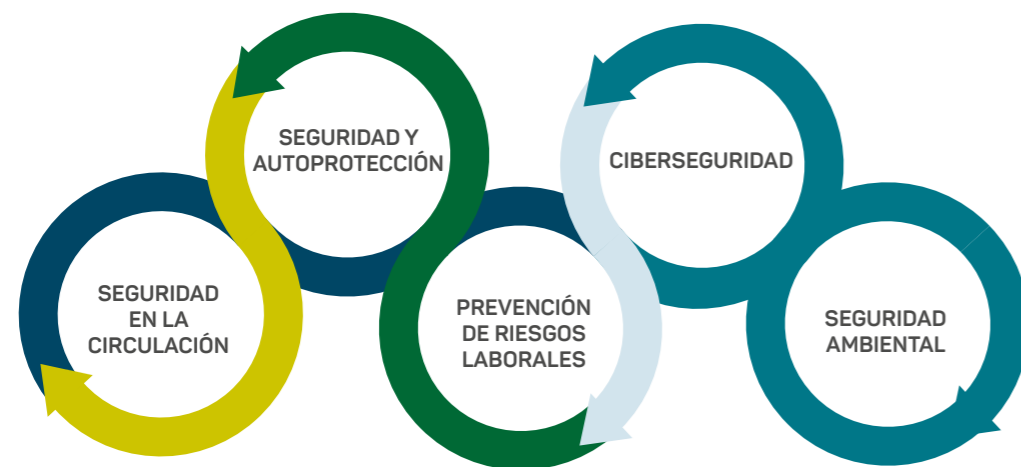 SEGURIDAD
EN LA
CIRCULACIÓN
SEGURIDAD Y
AUTOPROTECCIÓN
PREVENCIÓN
DE RIESGOS
LABORALES
CIBERSEGURIDAD
SEGURIDAD
AMBIENTAL